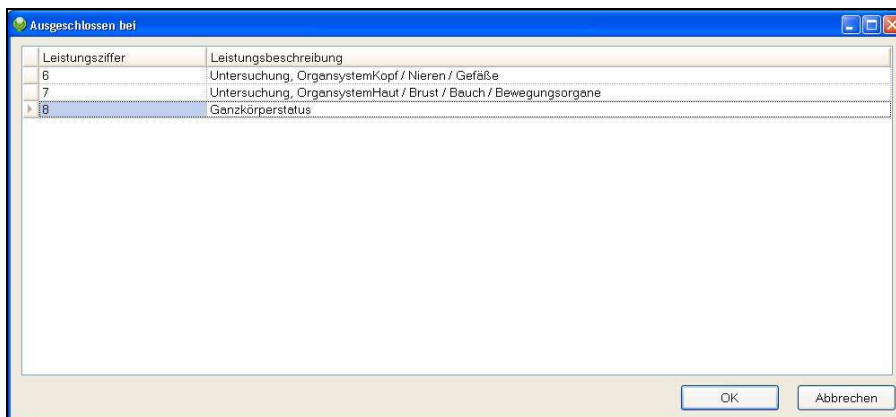 Ausgeschlossen bei
Leistungsziffer Leistungsbeschreibung
6 Untersuchung, OrgansystemKopf / Nieren / Gefäße
7 Untersuchung, OrgansystemHaut / Brust / Bauch / Bewegungsorgane
8 Ganzkörperstatus
OK Abbrechen